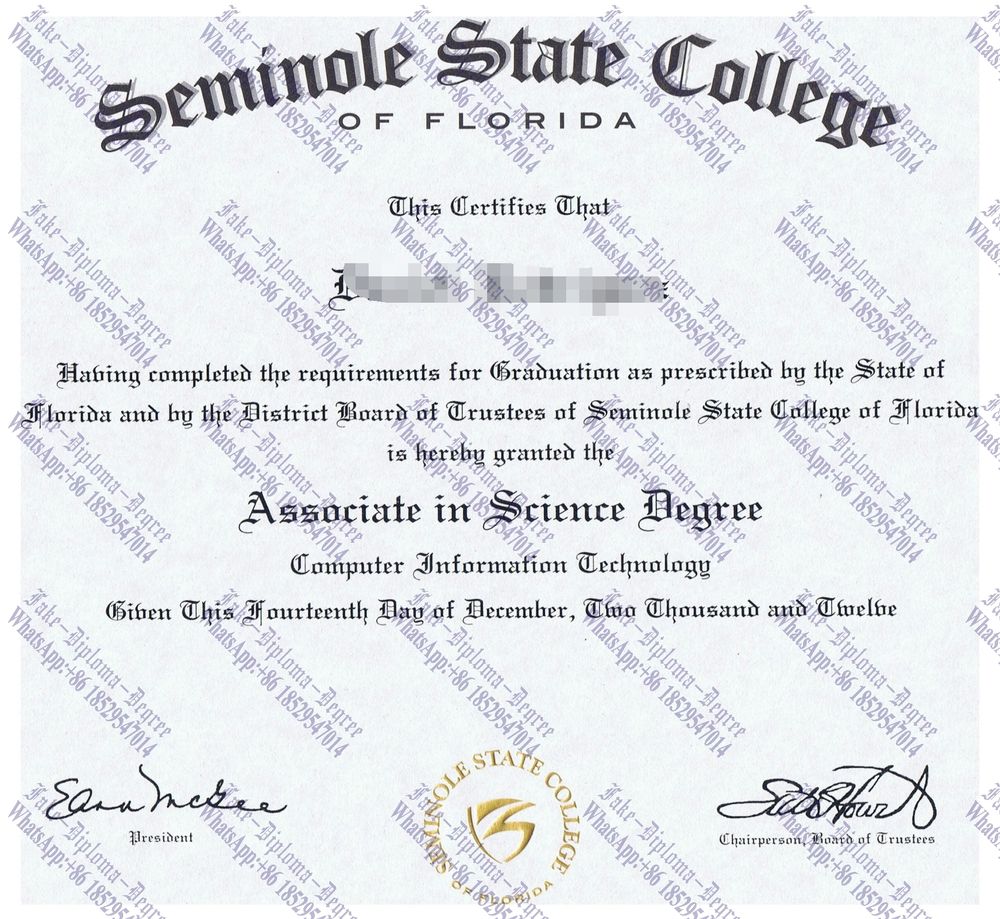 Seminole State College
OF FLORIDA
This Certifies That
Having completed the requirements for Graduation as prescribed by the State of
Florida and by the District Board of Trustees of Seminole State College of Florida
is hereby granted the
Associate in Science Degree
Computer Information Technology
Given This Fourteenth Day of December, Two Thousand and Twelve
President
SEMINOLE STATE COLLEGE
OF FLORIDA
Chairperson, Board of Trustees
Fake-Diploma-Degree
WhatsApp:+86 18529547014